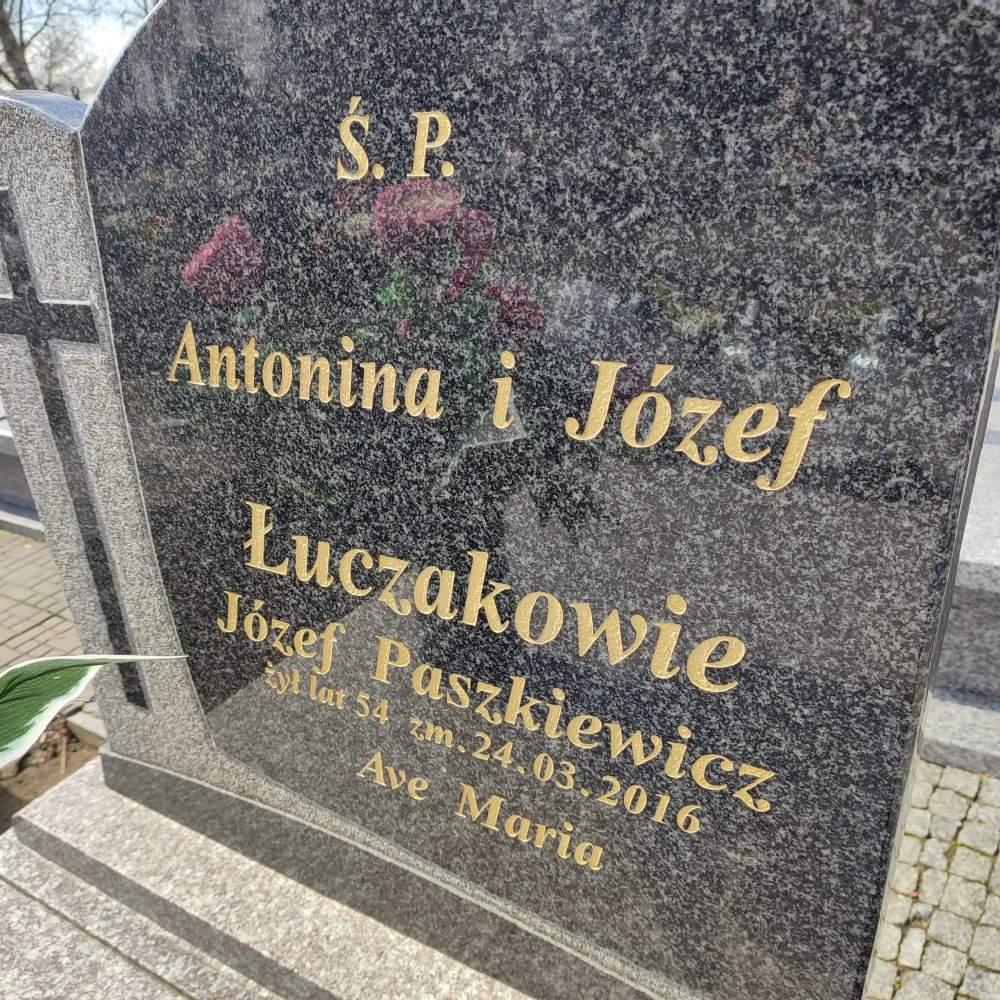 Ś. P.
Antonina i Józef
Łuczakowie
Józef Paszkiewicz
żył lat 54 zm. 24.03.2016
Ave Maria